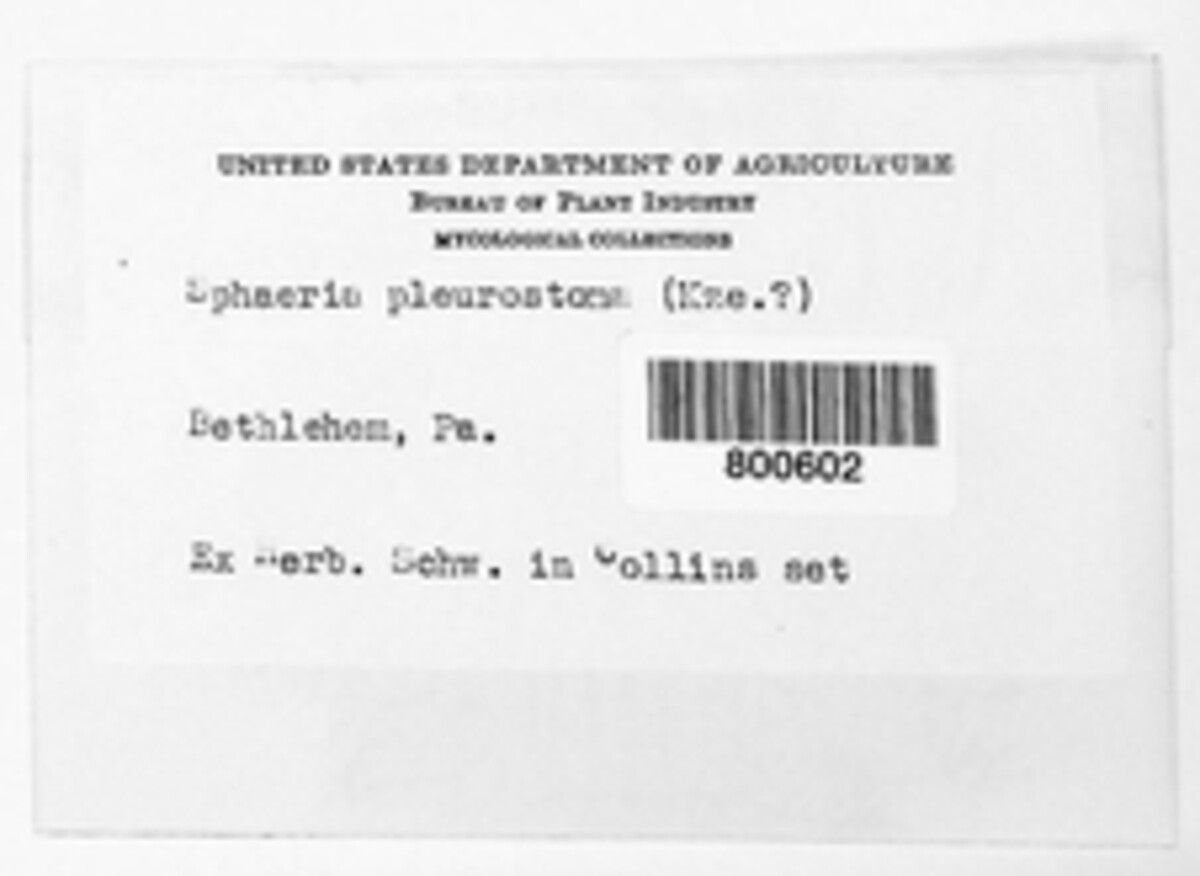 UNITED STATES DEPARTMENT OF AGRICULTURE
BUREAU OF PLANT INDUSTRY
MYCOLOGICAL COLLECTIONS
Sphaeria pleurostoma (Kze.?)
Bethlehem, Pa.
800602
Ex Herb. Schw. in Collins set